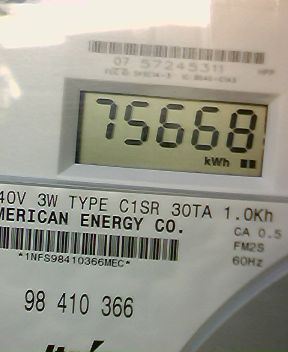 07 57245311
75668
kWh
40V 3W TYPE C1SR 30TA 1.0Kh
MERICAN ENERGY CO.
CA 0.5
FM2S
60Hz
*1NFS98410366MEC*
98 410 366